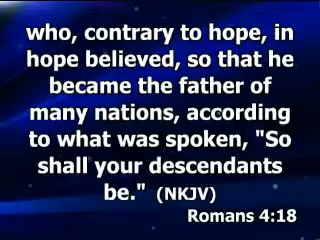 who, contrary to hope, in
hope believed, so that he
became the father of
many nations, according
to what was spoken, "So
shall your descendants
be." (NKJV)
Romans 4:18